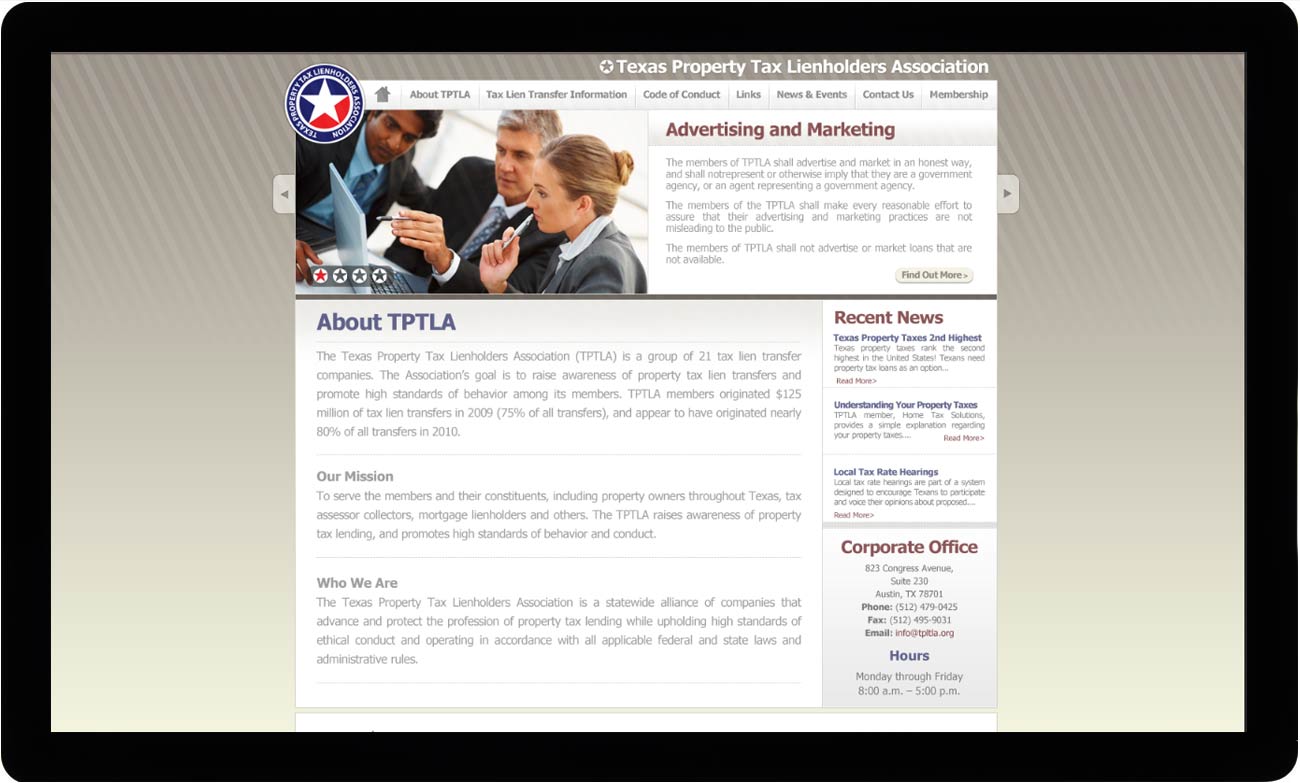 Texas Property Tax Lienholders Association
TEXAS PROPERTY TAX LIENHOLDERS ASSOCIATION
About TPTLA Tax Lien Transfer Information Code of Conduct Links News & Events Contact Us Membership
Advertising and Marketing
The members of TPTLA shall advertise and market in an honest way,
and shall notrepresent or otherwise imply that they are a government
agency, or an agent representing a government agency.
The members of the TPTLA shall make every reasonable effort to
assure that their advertising and marketing practices are not
misleading to the public.
The members of TPTLA shall not advertise or market loans that are
not available.
Find Out More >
About TPTLA
The Texas Property Tax Lienholders Association (TPTLA) is a group of 21 tax lien transfer
companies. The Association's goal is to raise awareness of property tax lien transfers and
promote high standards of behavior among its members. TPTLA members originated $125
million of tax lien transfers in 2009 (75% of all transfers), and appear to have originated nearly
80% of all transfers in 2010.
Our Mission
To serve the members and their constituents, including property owners throughout Texas, tax
assessor collectors, mortgage lienholders and others. The TPTLA raises awareness of property
tax lending, and promotes high standards of behavior and conduct.
Who We Are
The Texas Property Tax Lienholders Association is a statewide alliance of companies that
advance and protect the profession of property tax lending while upholding high standards of
ethical conduct and operating in accordance with all applicable federal and state laws and
administrative rules.
Recent News
Texas Property Taxes 2nd Highest
Texas property taxes rank the second
highest in the United States! Texans need
property tax loans as an option...
Read More>
Understanding Your Property Taxes
TPTLA member, Home Tax Solutions,
provides a simple explanation regarding
your property taxes.... Read More>
Local Tax Rate Hearings
Local tax rate hearings are part of a system
designed to encourage Texans to participate
and voice their opinions about proposed....
Read More>
Corporate Office
823 Congress Avenue,
Suite 230
Austin, TX 78701
Phone: (512) 479-0425
Fax: (512) 495-9031
Email: info@tpltla.org
Hours
Monday through Friday
8:00 a.m. – 5:00 p.m.